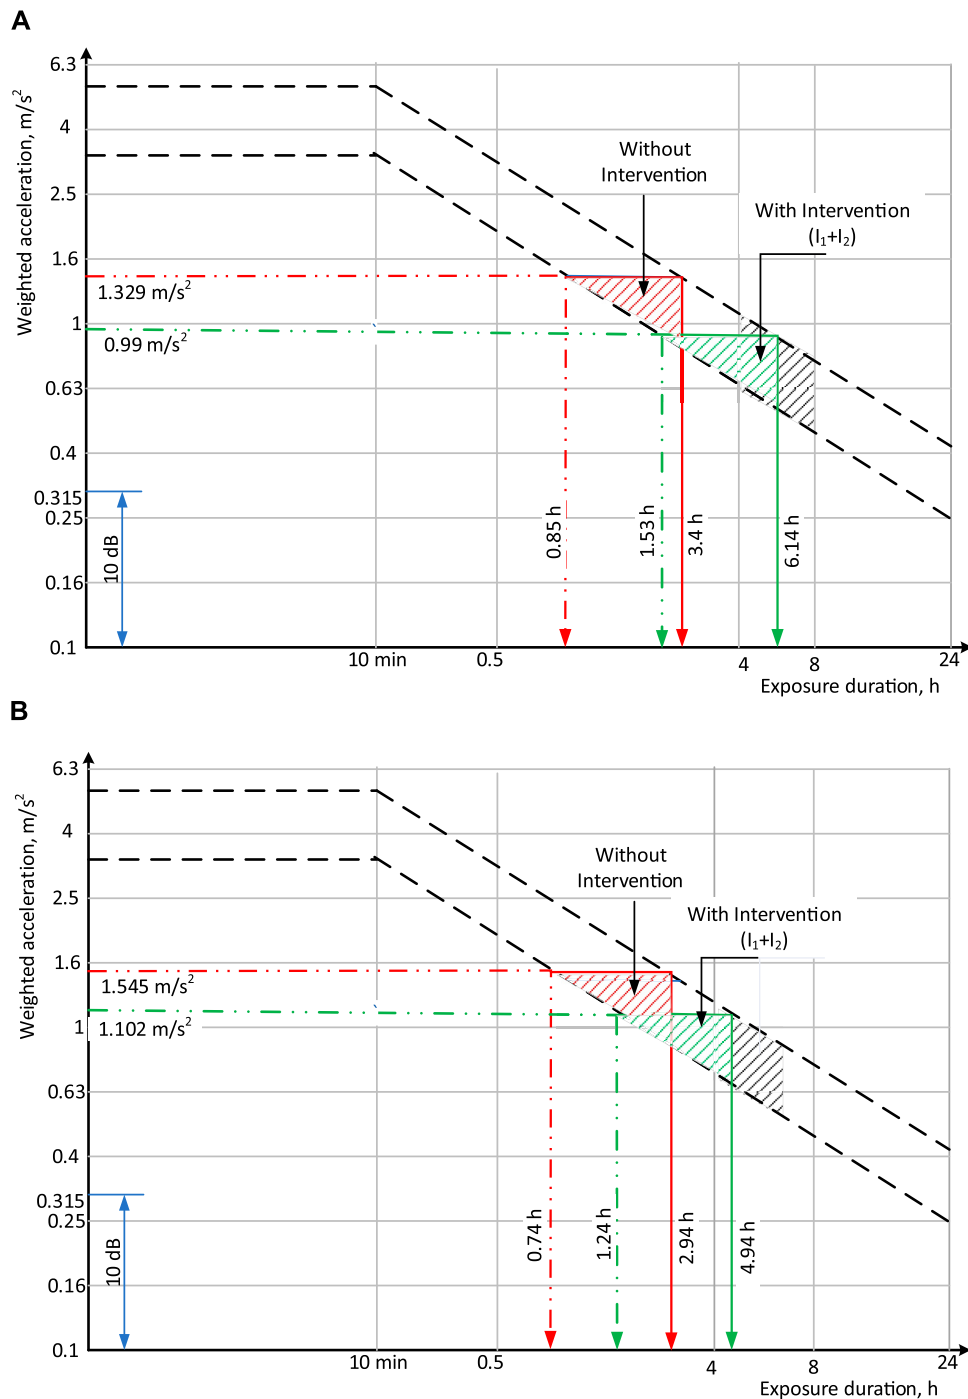 A
Weighted acceleration, m/s²
6.3
4
2.5
1.6
1
0.63
0.4
0.315
0.25
0.16
0.1
Without
Intervention
With Intervention
(I₁+I₂)
1.329 m/s²
0.99 m/s²
10 dB
0.85 h
1.53 h
3.4 h
6.14 h
10 min
0.5
4
8
24
Exposure duration, h
B
Weighted acceleration, m/s²
6.3
4
2.5
1.6
1
0.63
0.4
0.315
0.25
0.16
0.1
Without
Intervention
With Intervention
(I₁+I₂)
1.545 m/s²
1.102 m/s²
10 dB
0.74 h
1.24 h
2.94 h
4.94 h
10 min
0.5
4
8
24
Exposure duration, h